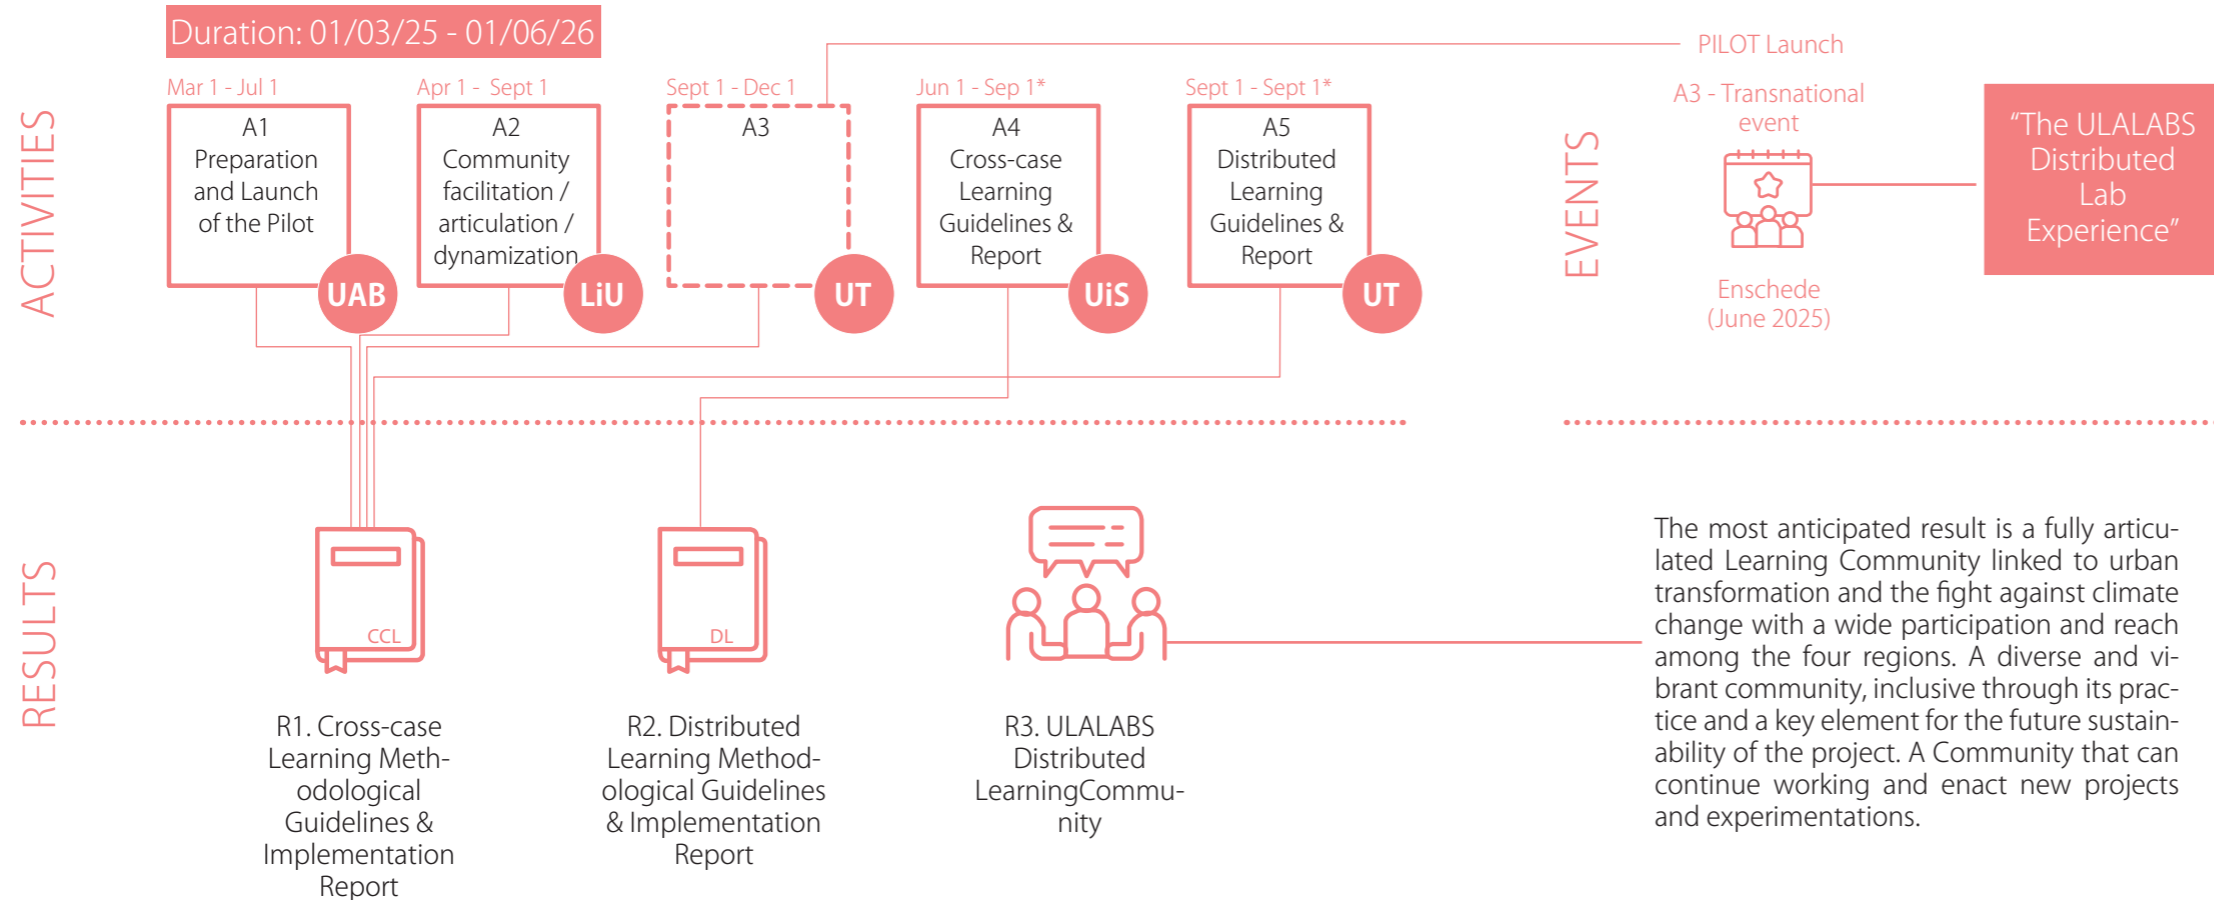 Duration: 01/03/25 - 01/06/26
ACTIVITIES
Mar 1 - Jul 1
A1
Preparation
and Launch
of the Pilot
UAB
Apr 1 - Sept 1
A2
Community
facilitation /
articulation /
dynamization
LiU
Sept 1 - Dec 1
A3
UT
Jun 1 - Sep 1*
A4
Cross-case
Learning
Guidelines &
Report
UiS
Sept 1 - Sept 1*
A5
Distributed
Learning
Guidelines &
Report
UT
EVENTS
PILOT Launch
A3 - Transnational
event
Enschede
(June 2025)
“The ULALABS
Distributed
Lab
Experience”
RESULTS
CCL
R1. Cross-case
Learning Meth-
odological
Guidelines &
Implementation
Report
DL
R2. Distributed
Learning Method-
ological Guidelines
& Implementation
Report
R3. ULALABS
Distributed
LearningCommu-
nity
The most anticipated result is a fully articu-
lated Learning Community linked to urban
transformation and the fight against climate
change with a wide participation and reach
among the four regions. A diverse and vi-
brant community, inclusive through its prac-
tice and a key element for the future sustain-
ability of the project. A Community that can
continue working and enact new projects
and experimentations.